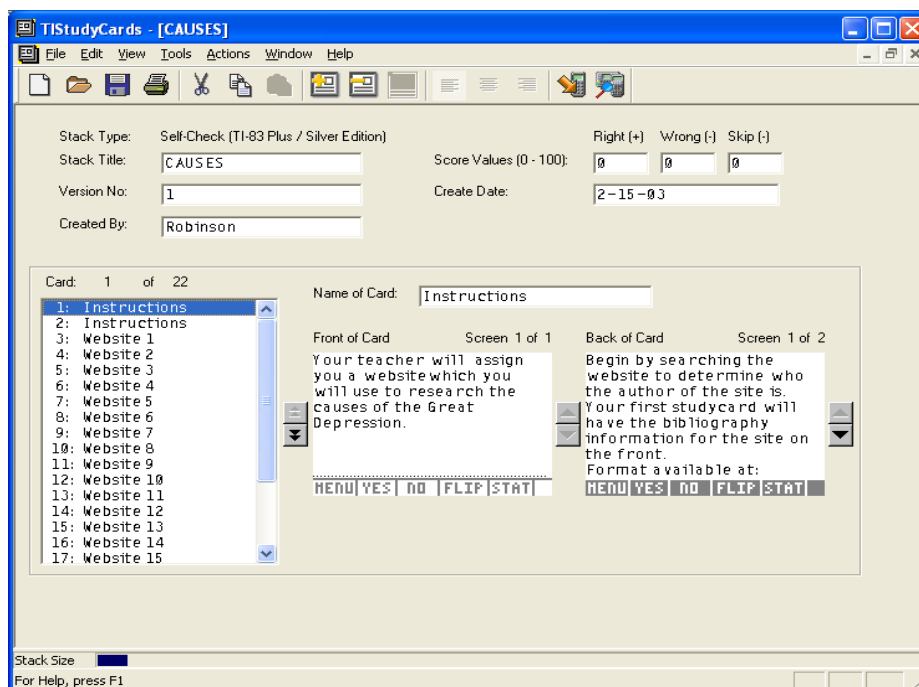 TIStudyCards - [CAUSES]
File Edit View Tools Actions Window Help
Stack Type: Self-Check (TI-83 Plus / Silver Edition) Right (+) Wrong (-) Skip (-)
Stack Title: CAUSES Score Values (0 - 100): 0 0 0
Version No: 1 Create Date: 2-15-03
Created By: Robinson
Card: 1 of 22
1: Instructions
2: Instructions
3: Website 1
4: Website 2
5: Website 3
6: Website 4
7: Website 5
8: Website 6
9: Website 7
10: Website 8
11: Website 9
12: Website 10
13: Website 11
14: Website 12
15: Website 13
16: Website 14
17: Website 15
Name of Card: Instructions
Front of Card Screen 1 of 1
Your teacher will assign
you a website which you
will use to research the
causes of the Great
Depression.
MENU YES NO FLIP STAT
Back of Card Screen 1 of 2
Begin by searching the
website to determine who
the author of the site is.
Your first studycard will
have the bibliography
information for the site on
the front.
Format available at:
MENU YES NO FLIP STAT
Stack Size
For Help, press F1